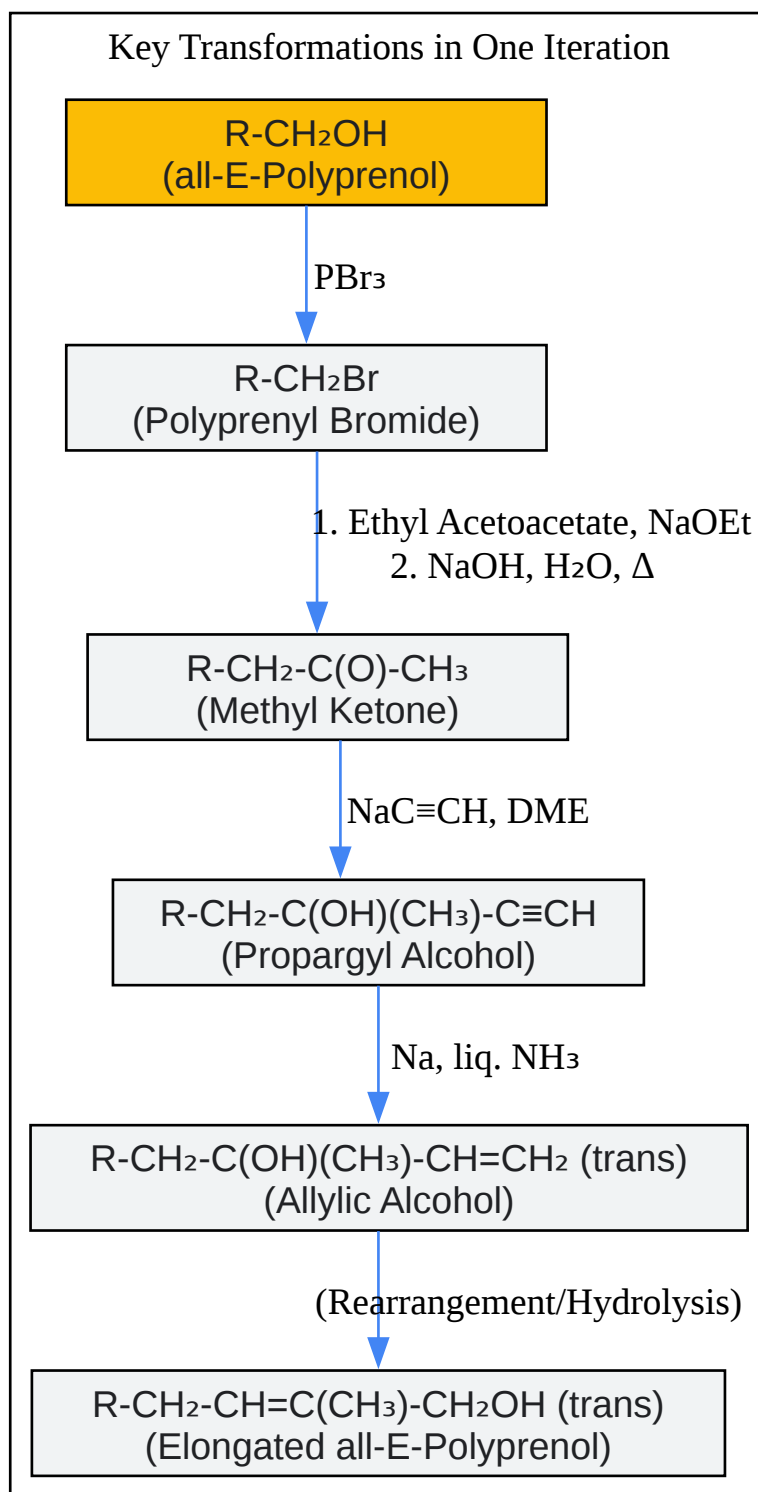 Key Transformations in One Iteration
R-CH₂OH
(all-E-Polyprenol)
PBr₃
R-CH₂Br
(Polyprenyl Bromide)
1. Ethyl Acetoacetate, NaOEt
2. NaOH, H₂O, Δ
R-CH₂-C(O)-CH₃
(Methyl Ketone)
NaC≡CH, DME
R-CH₂-C(OH)(CH₃)-C≡CH
(Propargyl Alcohol)
Na, liq. NH₃
R-CH₂-C(OH)(CH₃)-CH=CH₂ (trans)
(Allylic Alcohol)
(Rearrangement/Hydrolysis)
R-CH₂-CH=C(CH₃)-CH₂OH (trans)
(Elongated all-E-Polyprenol)